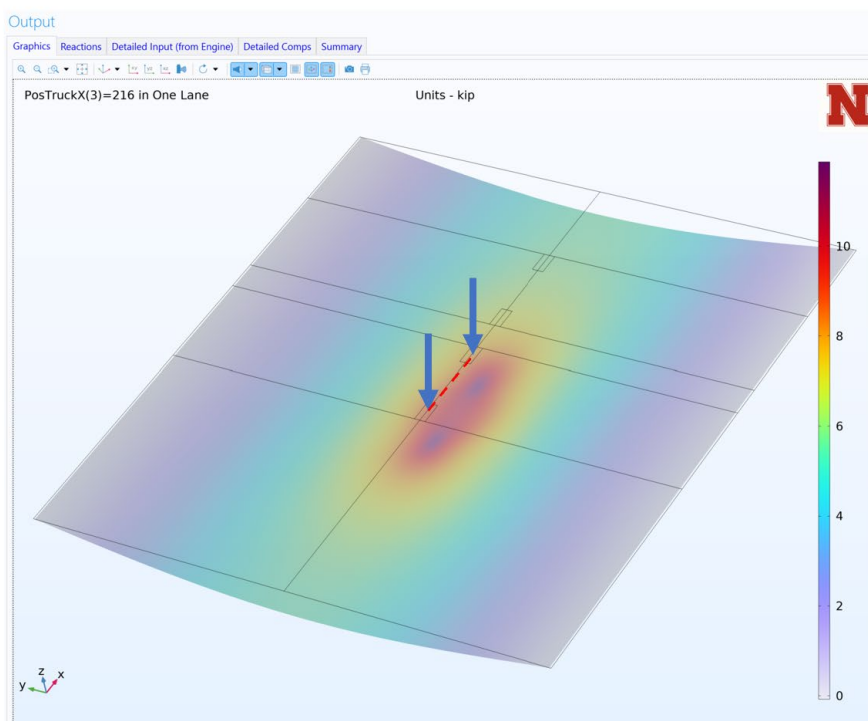 Output
Graphics Reactions Detailed Input (from Engine) Detailed Comps Summary
PosTruckX(3)=216 in One Lane Units - kip
N
10
8
6
4
2
0
z
y x